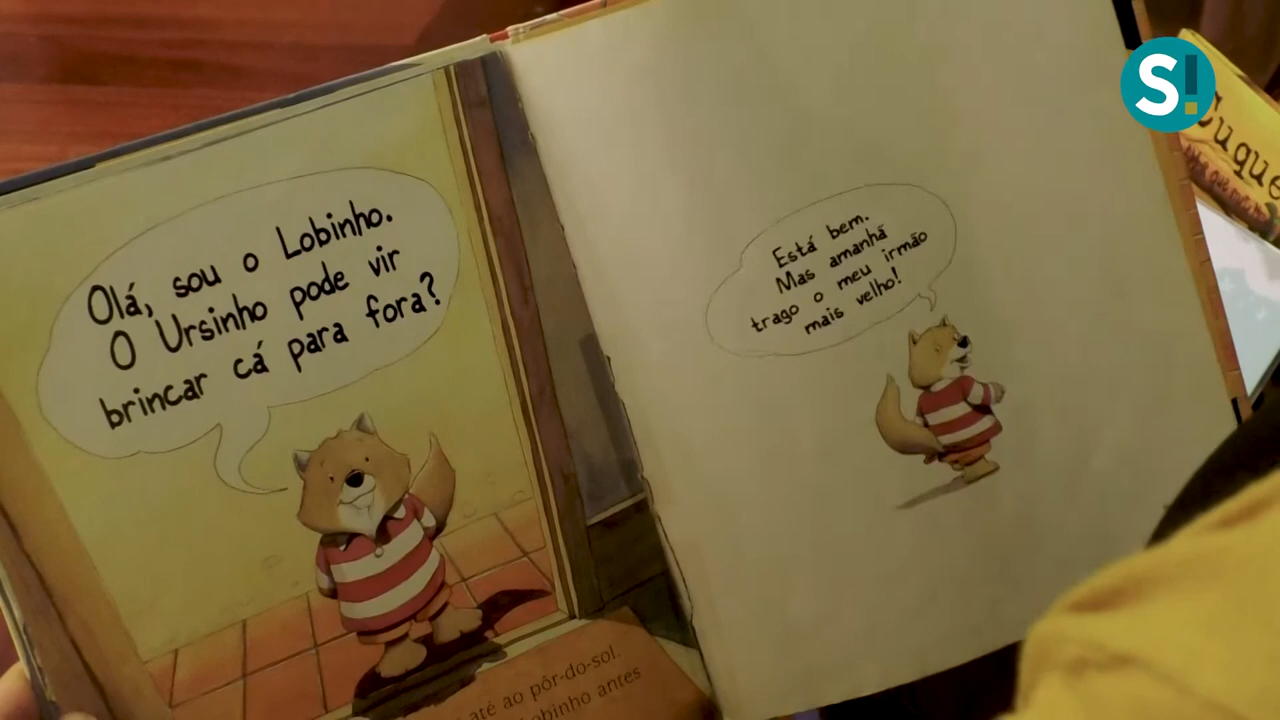 Olá, sou o Lobinho.
O Ursinho pode vir
brincar cá para fora?
até ao pôr-do-sol.
Lobinho antes
Está bem.
Mas amanhã
trago o meu irmão
mais velho!
S!